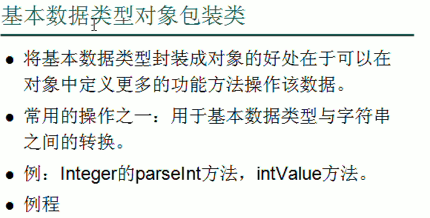 基本数据类型对象包装类
● 将基本数据类型封装成对象的好处在于可以在
对象中定义更多的功能方法操作该数据。
● 常用的操作之一：用于基本数据类型与字符串
之间的转换。
● 例：Integer的parseInt方法，intValue方法。
● 例程